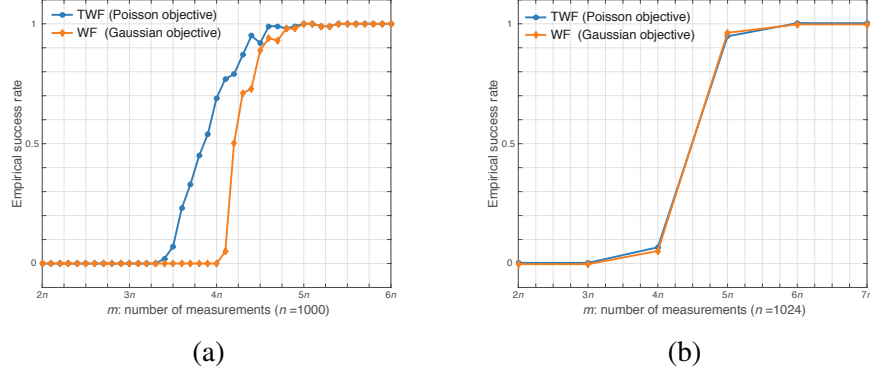 TWF (Poisson objective)
WF (Gaussian objective)
1
0.5
0
Empirical success rate
2n 3n 4n 5n 6n
m: number of measurements (n =1000)
(a)
TWF (Poisson objective)
WF (Gaussian objective)
1
0.5
0
Empirical success rate
2n 3n 4n 5n 6n 7n
m: number of measurements (n =1024)
(b)